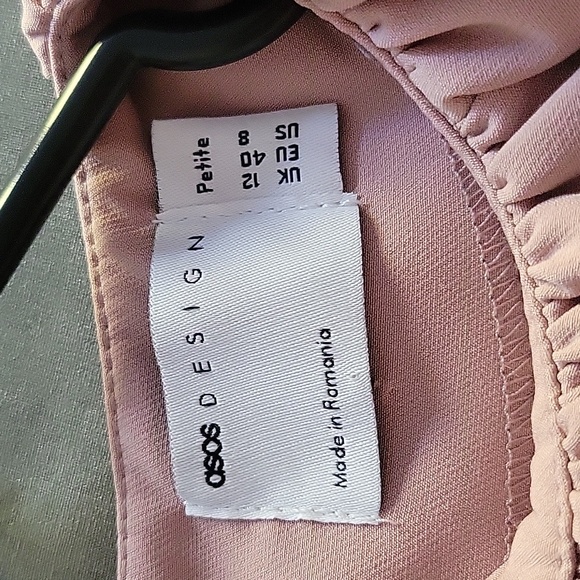 asos DESIGN
Made in Romania
Petite
UK EU US
12 40 8